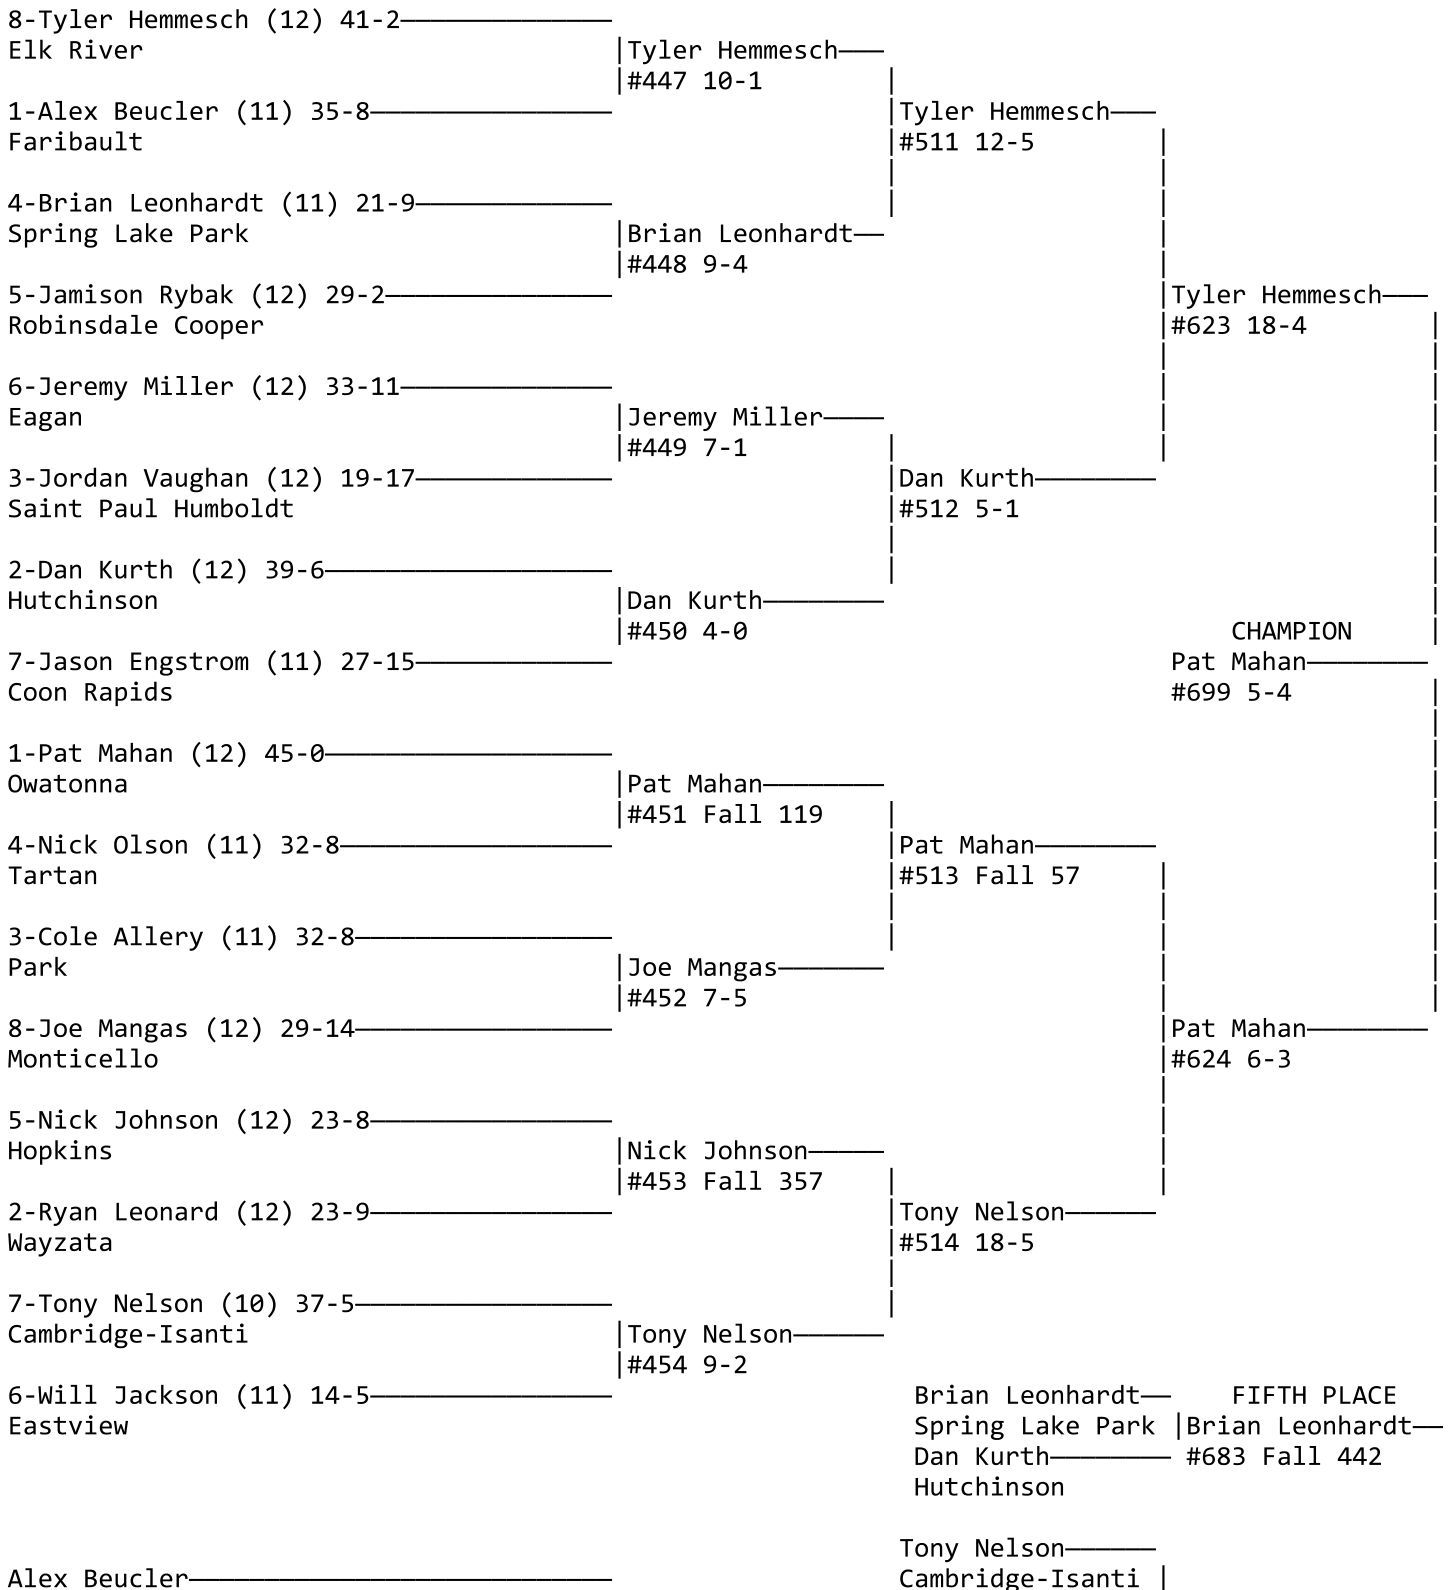 8-Tyler Hemmesch (12) 41-2
Elk River |Tyler Hemmesch
|#447 10-1 |
1-Alex Beucler (11) 35-8 |Tyler Hemmesch
Faribault |#511 12-5 |
4-Brian Leonhardt (11) 21-9
Spring Lake Park |Brian Leonhardt
|#448 9-4
5-Jamison Rybak (12) 29-2 |Tyler Hemmesch
Robinsdale Cooper |#623 18-4
6-Jeremy Miller (12) 33-11
Eagan |Jeremy Miller
|#449 7-1
3-Jordan Vaughan (12) 19-17 |Dan Kurth
Saint Paul Humboldt |#512 5-1
2-Dan Kurth (12) 39-6
Hutchinson |Dan Kurth
|#450 4-0 CHAMPION
7-Jason Engstrom (11) 27-15 Pat Mahan
Coon Rapids #699 5-4
1-Pat Mahan (12) 45-0
Owatonna |Pat Mahan
|#451 Fall 119
4-Nick Olson (11) 32-8 |Pat Mahan
Tartan |#513 Fall 57
3-Cole Allery (11) 32-8
Park |Joe Mangas
|#452 7-5
8-Joe Mangas (12) 29-14 |Pat Mahan
Monticello |#624 6-3
5-Nick Johnson (12) 23-8
Hopkins |Nick Johnson
|#453 Fall 357
2-Ryan Leonard (12) 23-9 |Tony Nelson
Wayzata |#514 18-5
7-Tony Nelson (10) 37-5
Cambridge-Isanti |Tony Nelson
|#454 9-2
6-Will Jackson (11) 14-5 Brian Leonhardt FIFTH PLACE
Eastview Spring Lake Park |Brian Leonhardt
Dan Kurth #683 Fall 442
Hutchinson
Tony Nelson
Alex Beucler Cambridge-Isanti |